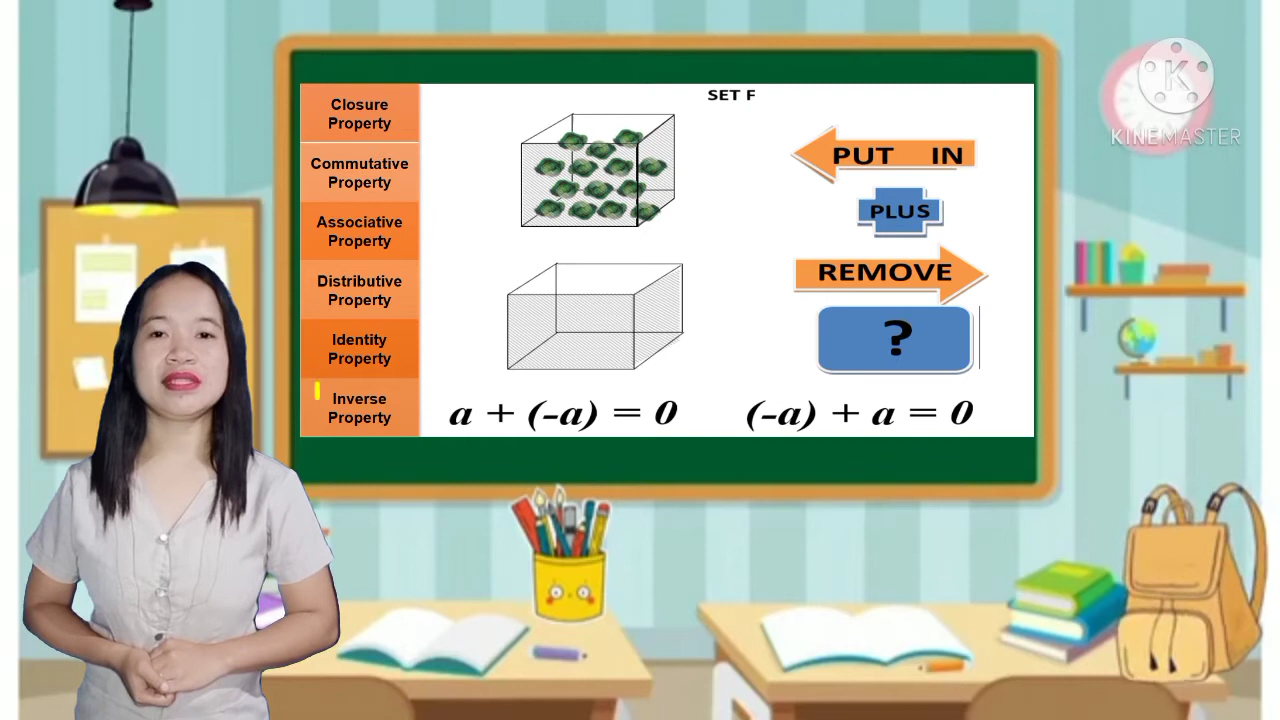 Closure
Property
Commutative
Property
Associative
Property
Distributive
Property
Identity
Property
Inverse
Property
SET F
PUT IN
PLUS
REMOVE
?
a + (-a) = 0
(-a) + a = 0
K
KINEMASTER